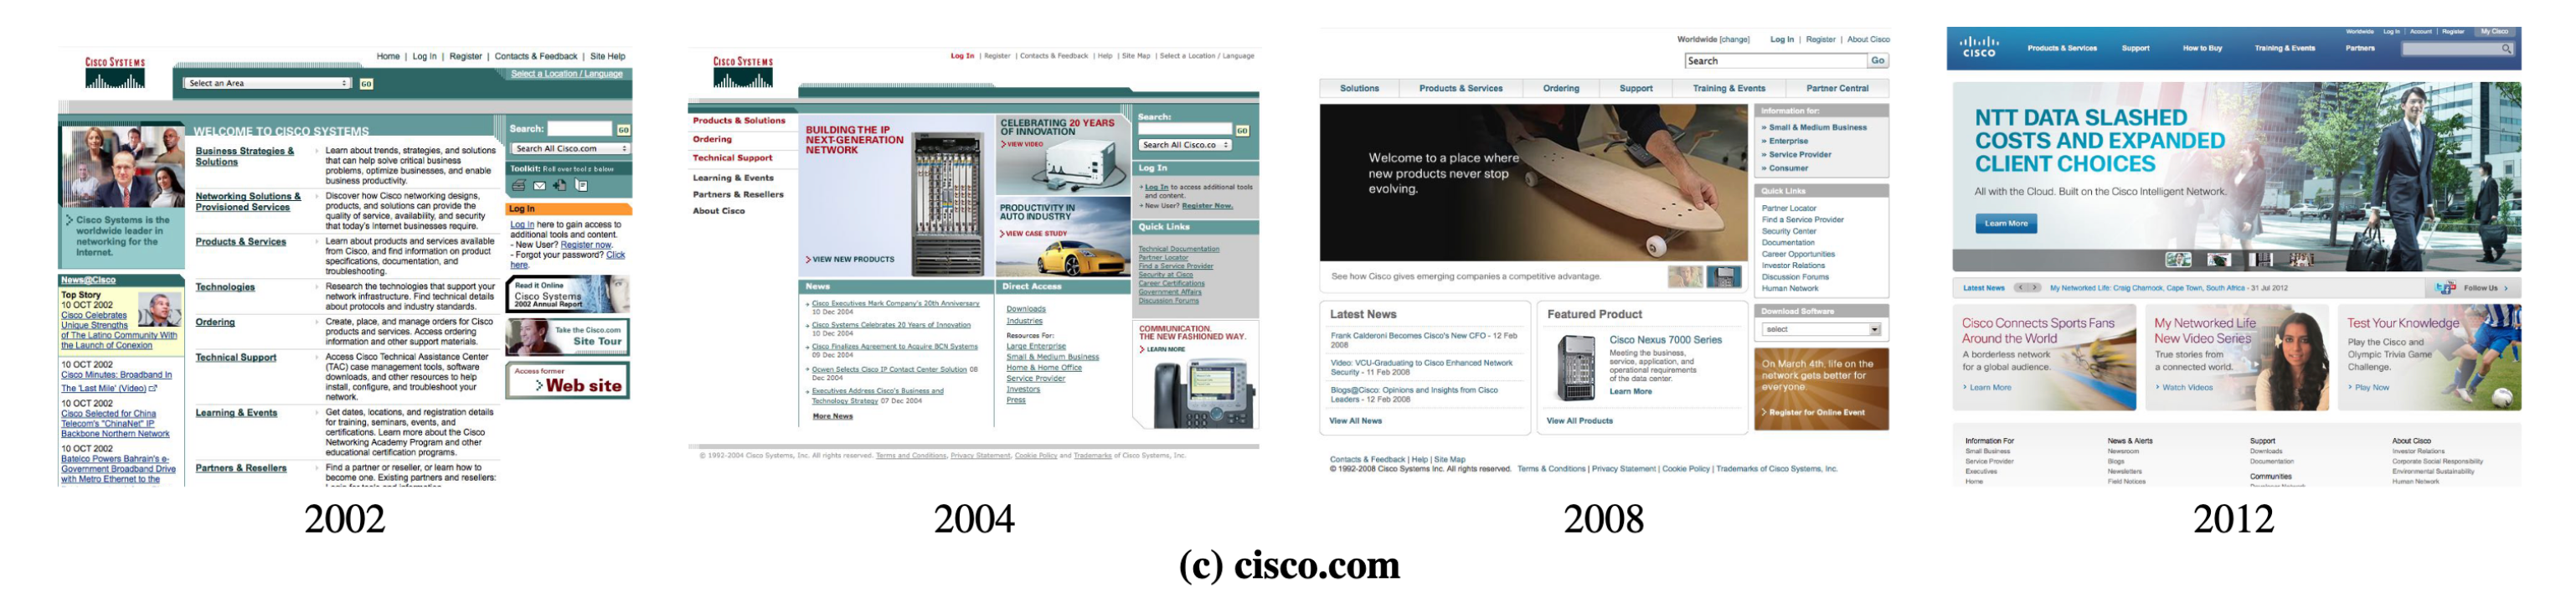 CISCO SYSTEMS
Home | Log In | Register | Contacts & Feedback | Site Help
Select a Location / Language
Select an Area
GO
WELCOME TO CISCO SYSTEMS
Search:
GO
Search All Cisco.com
Toolkit: Roll over tools below
Cisco Systems is the
worldwide leader in
networking for the
Internet.
News@Cisco
Top Story
10 OCT 2002
Cisco Celebrates
Unique Strengths
of The Latino Community With
the Launch of Conexion
10 OCT 2002
Cisco Minutes: Broadband In
The 'Last Mile' (Video)
10 OCT 2002
Cisco Selected for China
Telecom's "ChinaNet" IP
Backbone Northern Network
10 OCT 2002
Batelco Powers Bahrain's e-
Government Broadband Drive
with Metro Ethernet to the
Business Strategies &
Solutions
Learn about trends, strategies, and solutions
that can help solve critical business
problems, optimize businesses, and enable
business productivity.
Networking Solutions &
Provisioned Services
Discover how Cisco networking designs,
products, and solutions can provide the
quality of service, availability, and security
that today's Internet businesses require.
Products & Services
Learn about products and services available
from Cisco, and find information on product
specifications, documentation, and
troubleshooting.
Technologies
Research the technologies that support your
network infrastructure. Find technical details
about protocols and industry standards.
Ordering
Create, place, and manage orders for Cisco
products and services. Access ordering
information and other support materials.
Technical Support
Access Cisco Technical Assistance Center
(TAC) case management tools, software
downloads, and other resources to help
install, configure, and troubleshoot your
network.
Learning & Events
Get dates, locations, and registration details
for training, seminars, events, and
certifications. Learn more about the Cisco
Networking Academy Program and other
educational certification programs.
Partners & Resellers
Find a partner or reseller, or learn how to
become one. Existing partners and resellers:
Log In
Log In here to gain access to
additional tools and content.
- New User? Register now.
- Forgot your password? Click
here.
Read it Online
Cisco Systems
2002 Annual Report
Take the Cisco.com
Site Tour
Access former
Web site
2002
CISCO SYSTEMS
Log In | Register | Contacts & Feedback | Help | Site Map | Select a Location / Language
Products & Solutions
Ordering
Technical Support
Learning & Events
Partners & Resellers
About Cisco
BUILDING THE IP
NEXT-GENERATION
NETWORK
VIEW NEW PRODUCTS
CELEBRATING 20 YEARS
OF INNOVATION
VIEW VIDEO
PRODUCTIVITY IN
AUTO INDUSTRY
VIEW CASE STUDY
Search:
GO
Search All Cisco.co
Log In
Log In to access additional tools
and content.
New User? Register Now.
Quick Links
Technical Documentation
Partner Locator
Find a Service Provider
Security at Cisco
Career Certifications
Government Affairs
Discussion Forums
News
Cisco Executives Mark Company's 20th Anniversary
10 Dec 2004
Cisco Systems Celebrates 20 Years of Innovation
10 Dec 2004
Cisco Finalizes Agreement to Acquire BCN Systems
09 Dec 2004
Ocwen Selects Cisco IP Contact Center Solution 08
Dec 2004
Executives Address Cisco's Business and
Technology Strategy 07 Dec 2004
More News
Direct Access
Downloads
Industries
Resources For:
Large Enterprise
Small & Medium Business
Home & Home Office
Service Provider
Investors
Press
COMMUNICATION.
THE NEW FASHIONED WAY.
LEARN MORE
© 1992-2004 Cisco Systems, Inc. All rights reserved. Terms and Conditions, Privacy Statement, Cookie Policy and Trademarks of Cisco Systems, Inc.
2004
Worldwide [change] Log In | Register | About Cisco
Search
Go
Solutions
Products & Services
Ordering
Support
Training & Events
Partner Central
Welcome to a place where
new products never stop
evolving.
See how Cisco gives emerging companies a competitive advantage.
Information for:
» Small & Medium Business
» Enterprise
» Service Provider
» Consumer
Quick Links
Partner Locator
Find a Service Provider
Security Center
Documentation
Career Opportunities
Investor Relations
Discussion Forums
Human Network
Download Software
select
On March 4th, life on the
network gets better for
everyone.
Register for Online Event
Latest News
Frank Calderoni Becomes Cisco's New CFO - 12 Feb
2008
Video: VCU-Graduating to Cisco Enhanced Network
Security - 11 Feb 2008
Blogs@Cisco: Opinions and Insights from Cisco
Leaders - 12 Feb 2008
View All News
Featured Product
Cisco Nexus 7000 Series
Meeting the business,
service, application, and
operational requirements
of the data center.
Learn More
View All Products
Contacts & Feedback | Help | Site Map
© 1992-2008 Cisco Systems Inc. All rights reserved. Terms & Conditions | Privacy Statement | Cookie Policy | Trademarks of Cisco Systems, Inc.
2008
CISCO
Worldwide Log In | Account | Register My Cisco
Products & Services
Support
How to Buy
Training & Events
Partners
NTT DATA SLASHED
COSTS AND EXPANDED
CLIENT CHOICES
All with the Cloud. Built on the Cisco Intelligent Network.
Learn More
Latest News
My Networked Life: Craig Charnock, Cape Town, South Africa - 31 Jul 2012
Follow Us
Cisco Connects Sports Fans
Around the World
A borderless network
for a global audience.
Learn More
My Networked Life
New Video Series
True stories from
a connected world.
Watch Videos
Test Your Knowledge
Play the Cisco and
Olympic Trivia Game
Challenge.
Play Now
Information For
Small Business
Service Provider
Executives
Home
News & Alerts
Newsroom
Blogs
Newsletters
Field Notices
Support
Downloads
Documentation
Communities
About Cisco
Investor Relations
Corporate Social Responsibility
Environmental Sustainability
Human Network
2012
(c) cisco.com